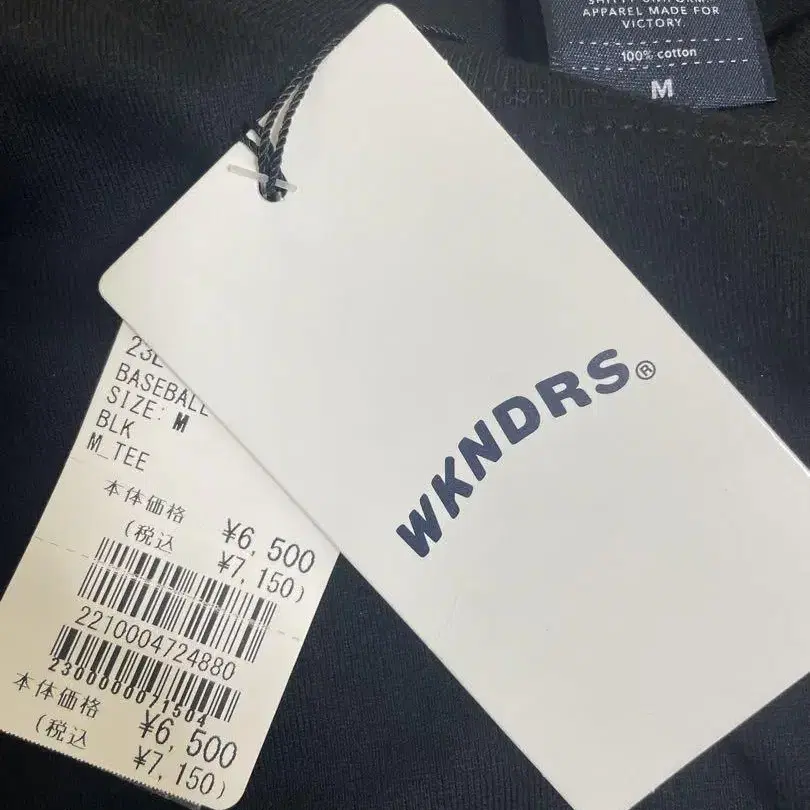 APPAREL MADE FOR
VICTORY.
100% cotton
M
WKNDRS®
BASEBALL
SIZE: M
BLK
M_TEE
本体価格 ¥6,500
(税込 ¥7,150)
2210004724880
2300000071504
本体価格 ¥6,500
(税込 ¥7,150)